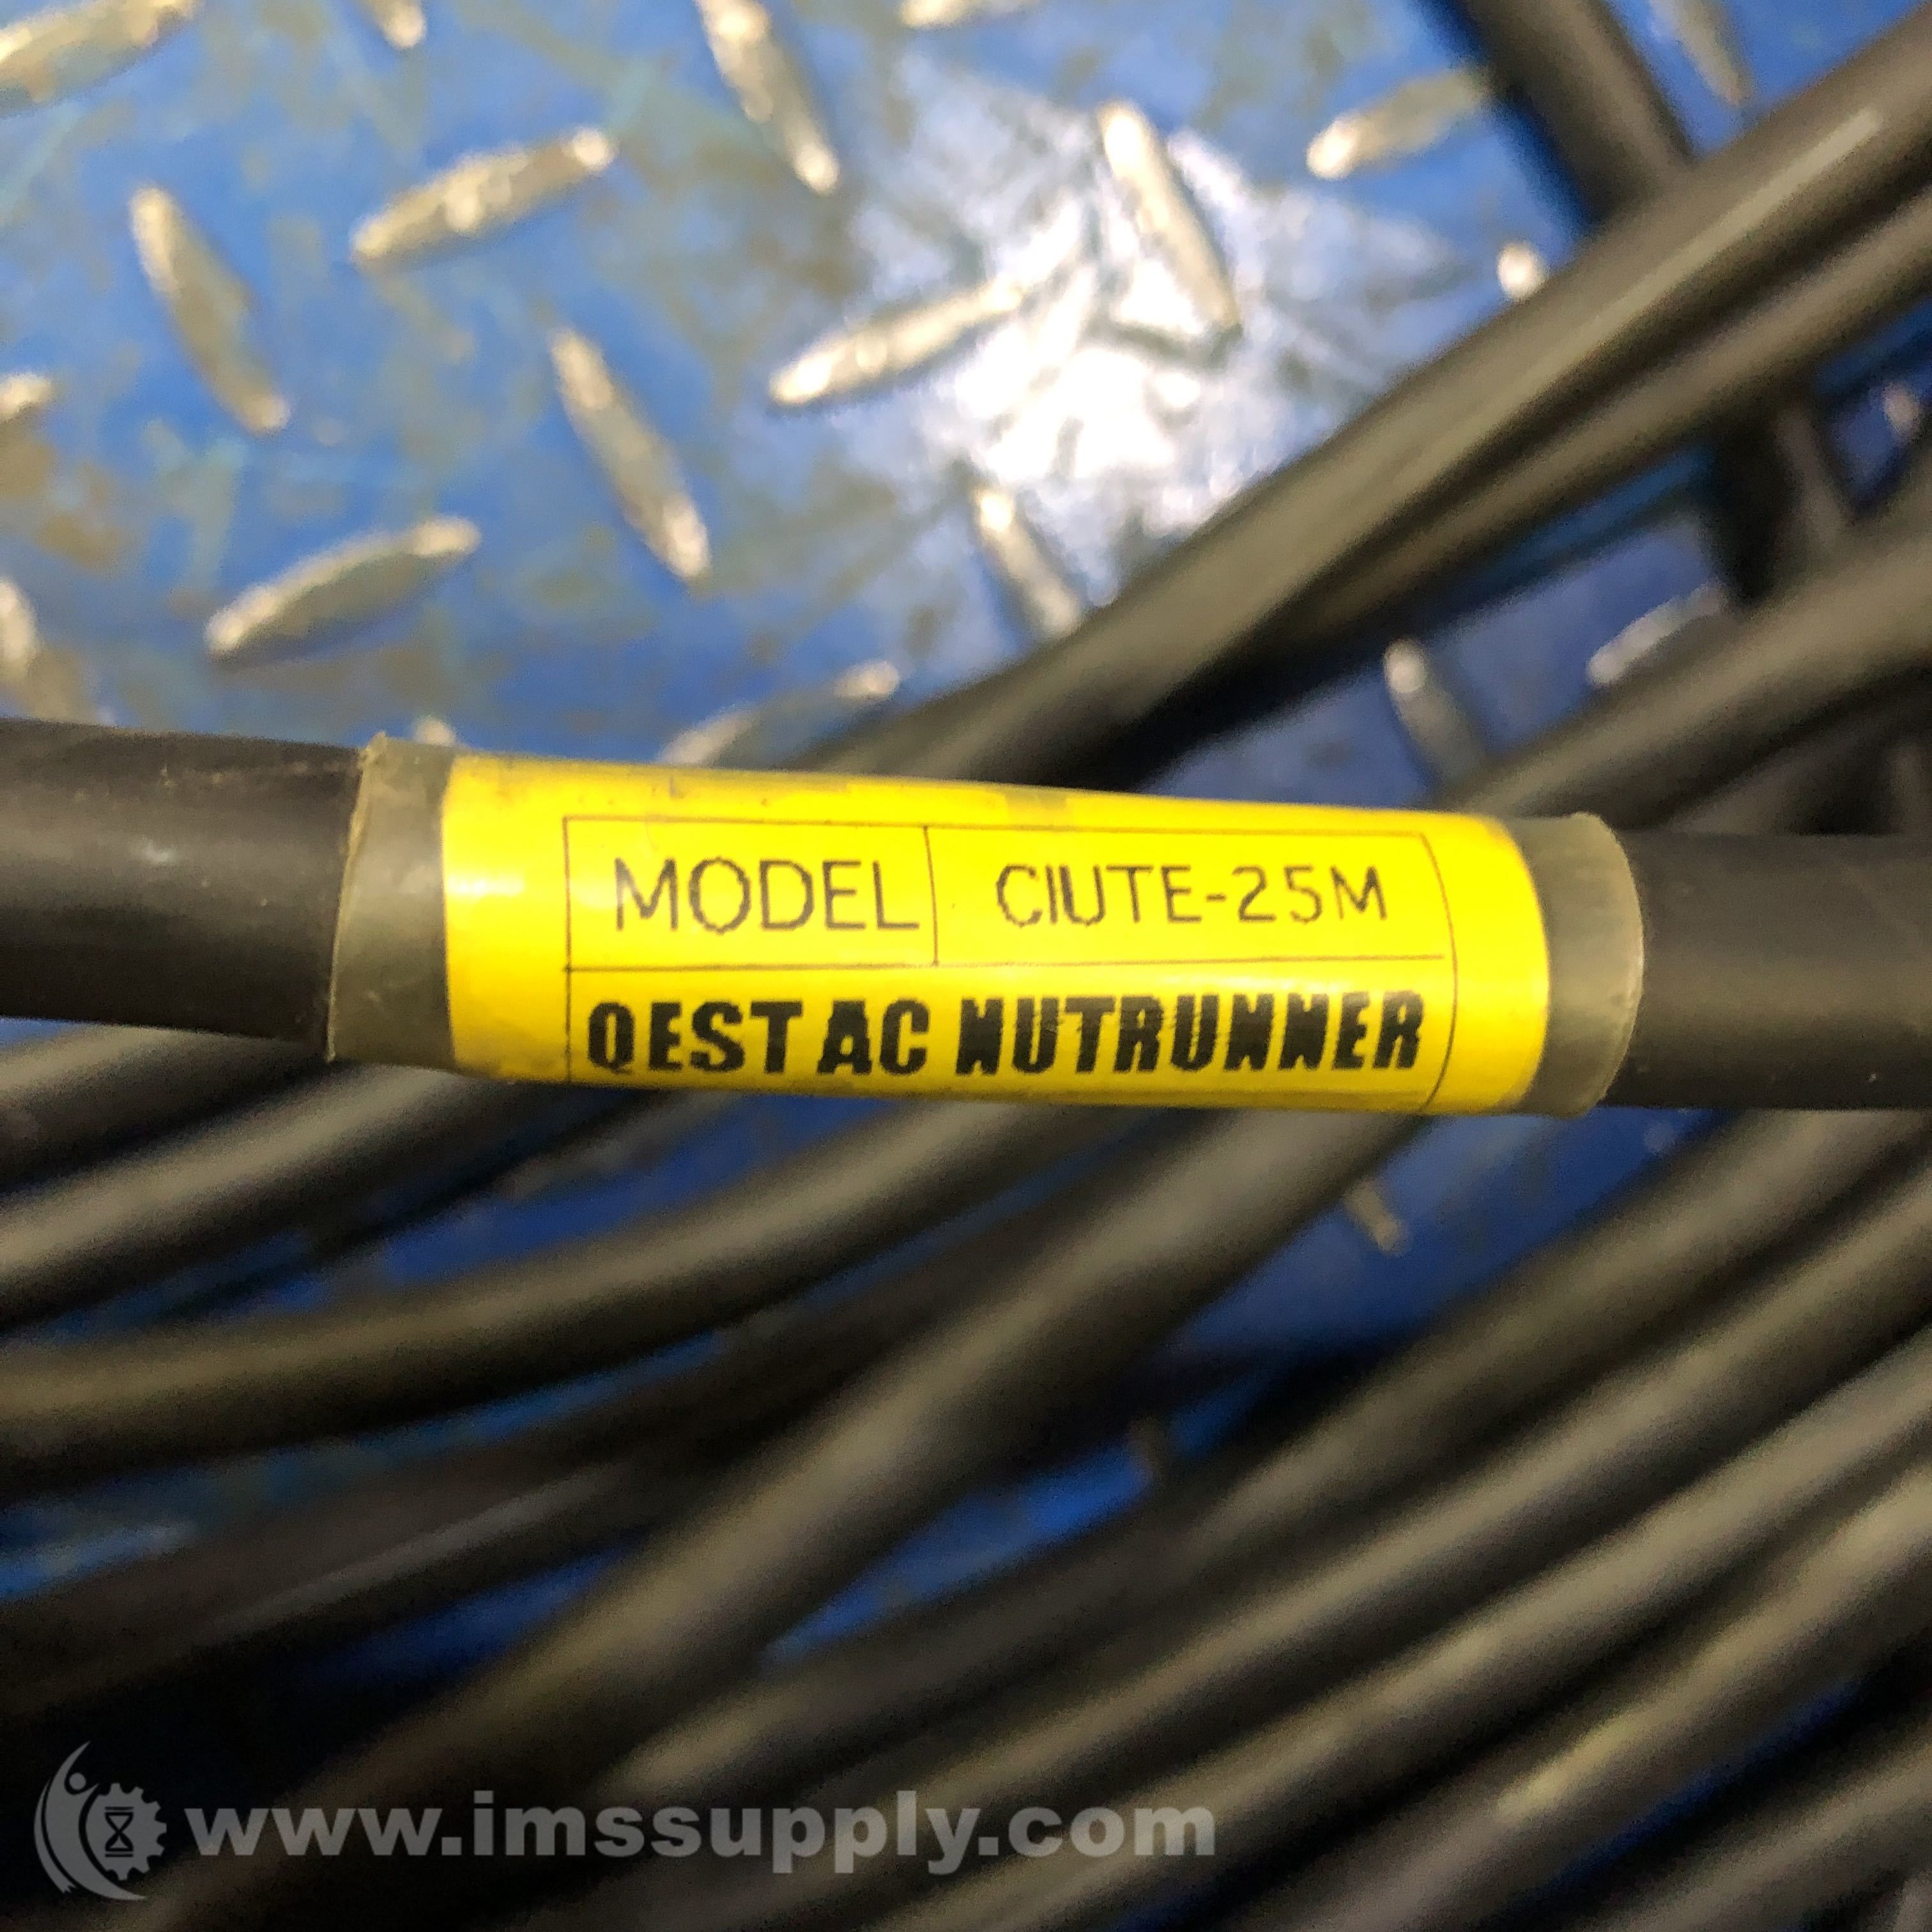 MODEL CIUTE-25M
QEST AC NUTRUNNER
www.imssupply.com